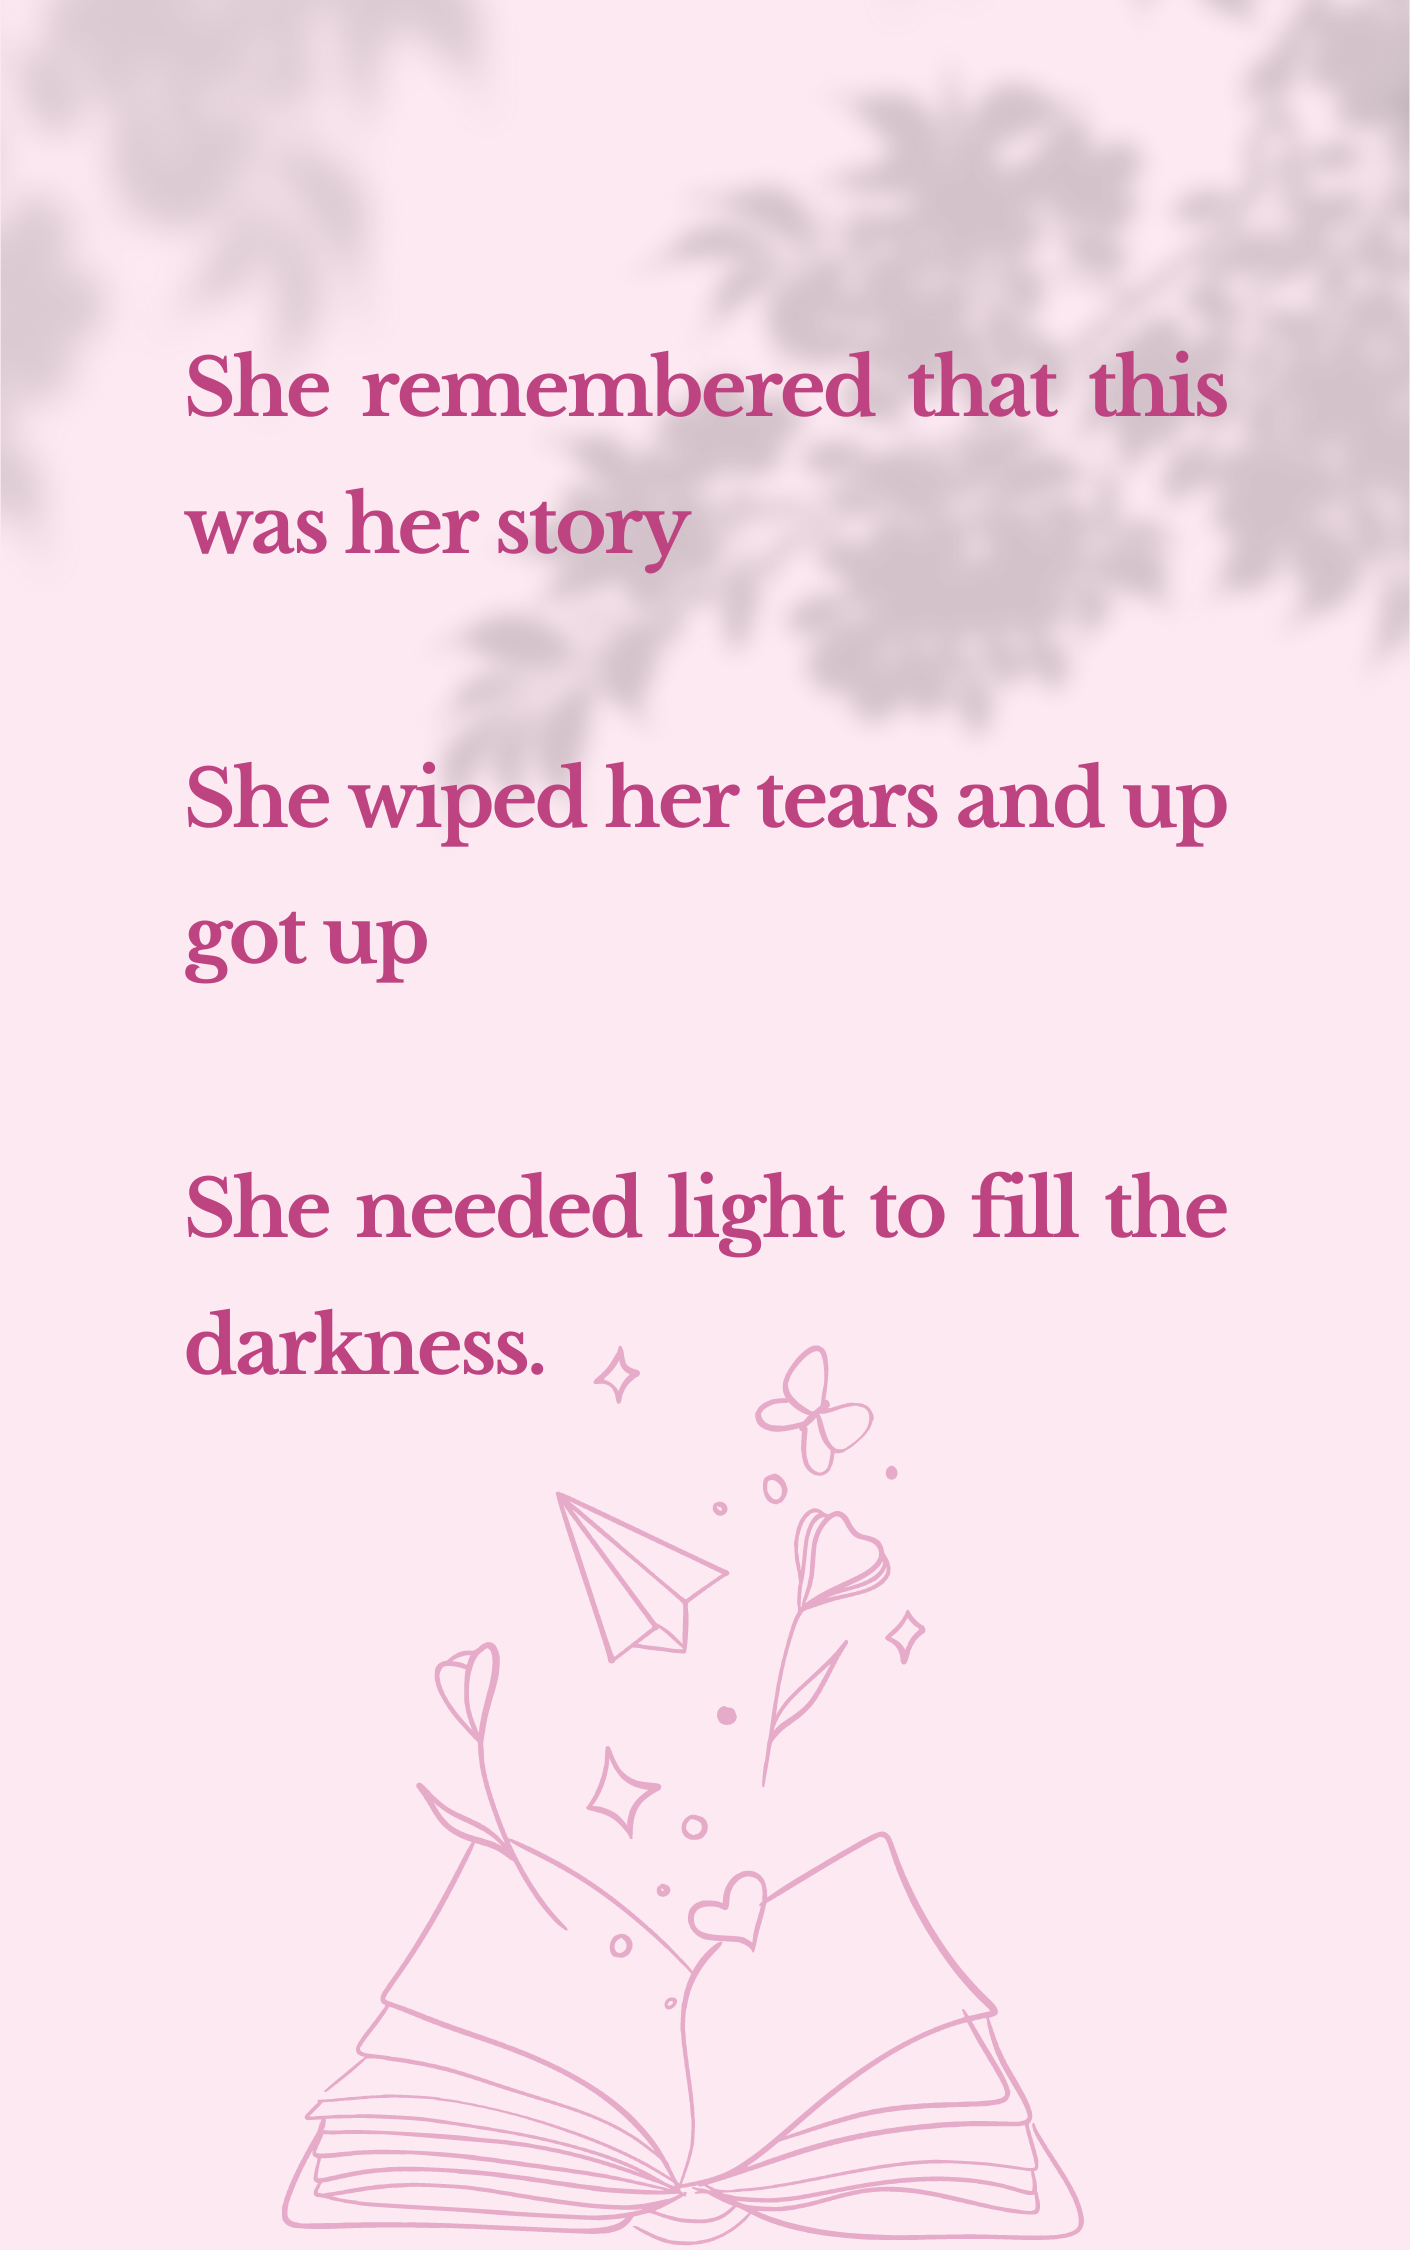 She remembered that this
was her story
She wiped her tears and up
got up
She needed light to fill the
darkness.